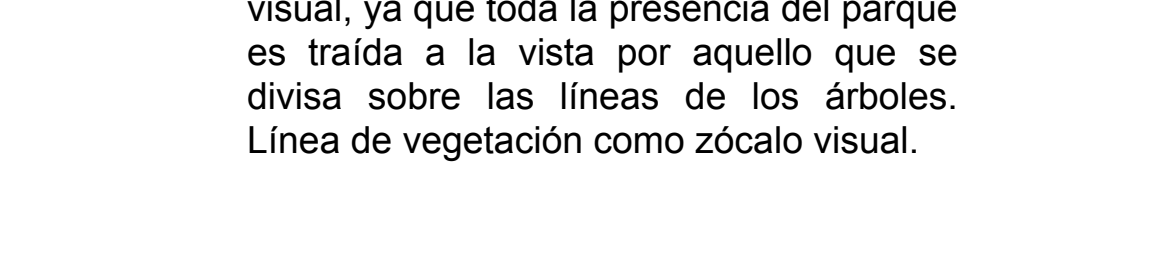 visual, ya que toda la presencia del parque
es traída a la vista por aquello que se
divisa sobre las líneas de los árboles.
Línea de vegetación como zócalo visual.